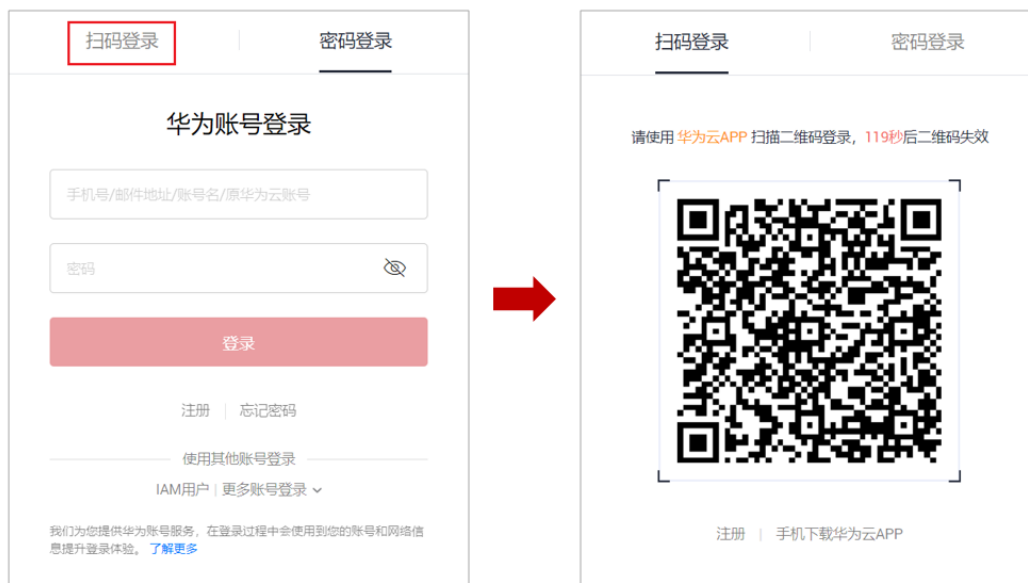 扫码登录
密码登录
华为账号登录
手机号/邮件地址/账号名/原华为云账号
密码
登录
注册 | 忘记密码
使用其他账号登录
IAM用户 | 更多账号登录
我们为您提供华为账号服务，在登录过程中会使用到您的账号和网络信
息提升登录体验。 了解更多
扫码登录
密码登录
请使用 华为云APP 扫描二维码登录，119秒后二维码失效
注册 | 手机下载华为云APP